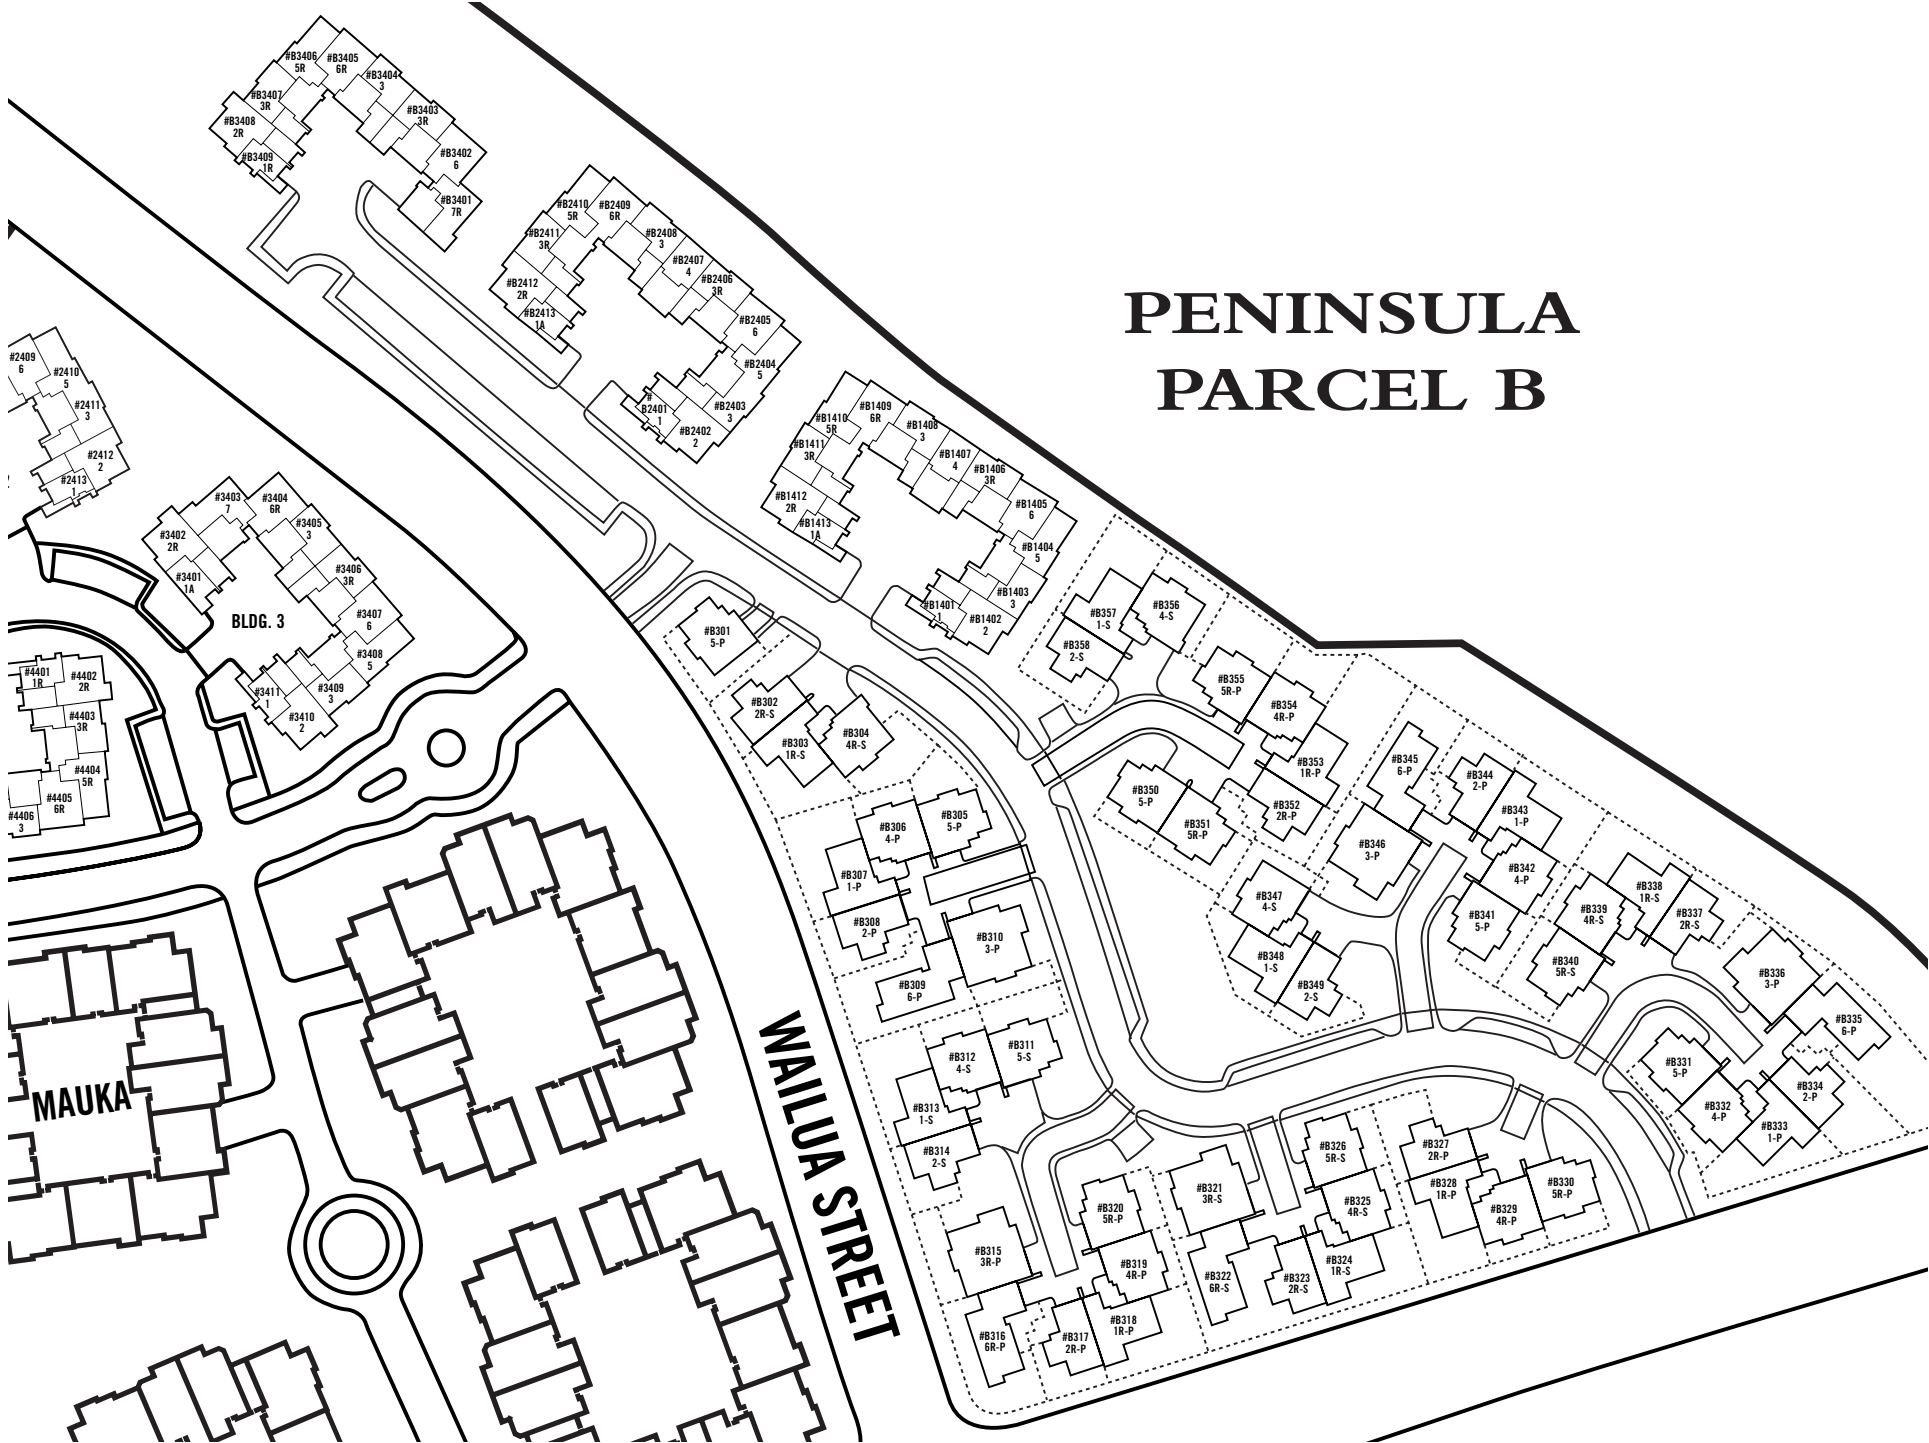 PENINSULA
PARCEL B
#B3406
5R
#B3405
6R
#B3404
3
#B3403
3R
#B3402
6
#B3401
7R
#B3407
3R
#B3408
2R
#B3409
1R
#B2410
5R
#B2409
6R
#B2408
3
#B2407
4
#B2406
3R
#B2405
6
#B2404
5
#B2403
3
#B2402
2
#
B2401
1
#B2411
3R
#B2412
2R
#B2413
1A
#B1410
5R
#B1409
6R
#B1408
3
#B1407
4
#B1406
3R
#B1405
6
#B1404
5
#B1403
3
#B1402
2
#B1401
1
#B1411
3R
#B1412
2R
#B1413
1A
#2409
6
#2410
5
#2411
3
#2412
2
#2413
1
2
#3403
7
#3404
6R
#3405
3
#3402
2R
#3401
1A
#3406
3R
#3407
6
#3408
5
#3409
3
#3410
2
#3411
1
BLDG. 3
#4401
1R
#4402
2R
#4403
3R
#4404
5R
#4405
6R
#4406
3
MAUKA
WAILUA STREET
#B301
5-P
#B302
2R-S
#B303
1R-S
#B304
4R-S
#B305
5-P
#B306
4-P
#B307
1-P
#B308
2-P
#B309
6-P
#B310
3-P
#B311
5-S
#B312
4-S
#B313
1-S
#B314
2-S
#B315
3R-P
#B316
6R-P
#B317
2R-P
#B318
1R-P
#B319
4R-P
#B320
5R-P
#B321
3R-S
#B322
6R-S
#B323
2R-S
#B324
1R-S
#B325
4R-S
#B326
5R-S
#B327
2R-P
#B328
1R-P
#B329
4R-P
#B330
5R-P
#B331
5-P
#B332
4-P
#B333
1-P
#B334
2-P
#B335
6-P
#B336
3-P
#B337
2R-S
#B338
1R-S
#B339
4R-S
#B340
5R-S
#B341
5-P
#B342
4-P
#B343
1-P
#B344
2-P
#B345
6-P
#B346
3-P
#B347
4-S
#B348
1-S
#B349
2-S
#B350
5-P
#B351
5R-P
#B352
2R-P
#B353
1R-P
#B354
4R-P
#B355
5R-P
#B356
4-S
#B357
1-S
#B358
2-S